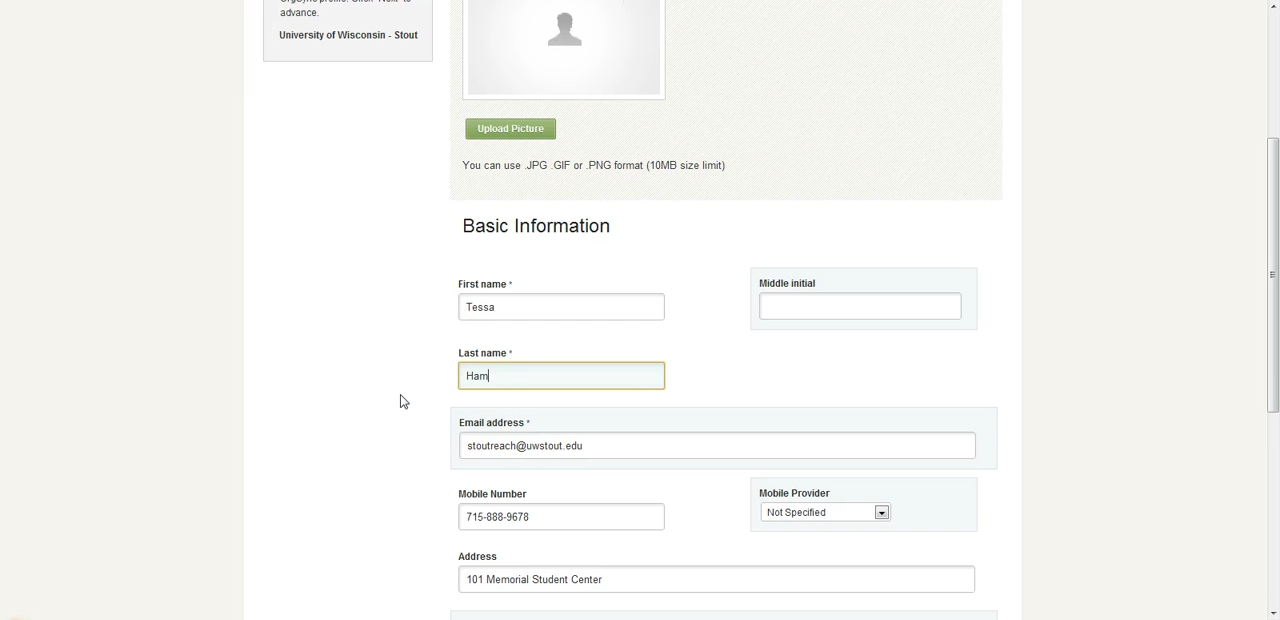 advance.
University of Wisconsin - Stout
Upload Picture
You can use .JPG .GIF or .PNG format (10MB size limit)
Basic Information
First name *
Middle initial
Tessa
Last name *
Ham
Email address *
stoutreach@uwstout.edu
Mobile Number
Mobile Provider
715-888-9678
Not Specified
Address
101 Memorial Student Center